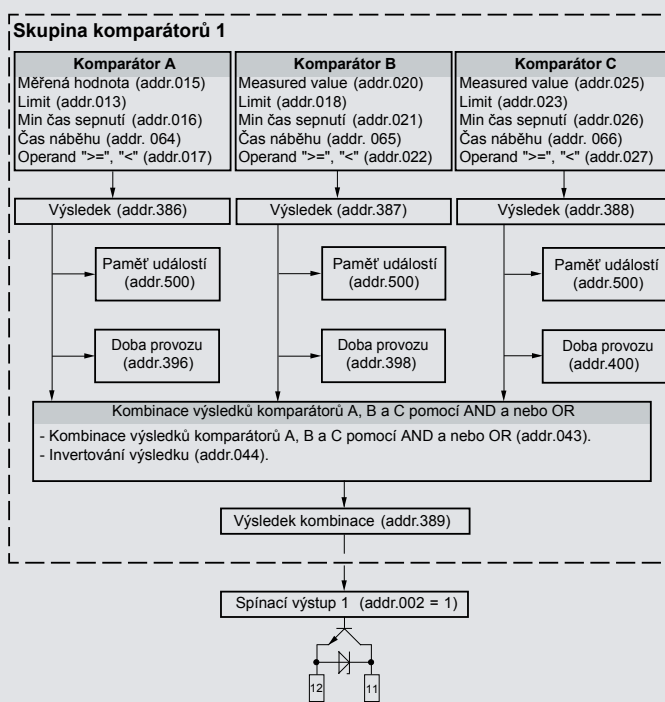 Skupina komparátorů 1
Komparátor A
Měřená hodnota (addr.015)
Limit (addr.013)
Min čas sepnutí (addr.016)
Čas náběhu (addr. 064)
Operand ">=", "<" (addr.017)
Komparátor B
Measured value (addr.020)
Limit (addr.018)
Min čas sepnutí (addr.021)
Čas náběhu (addr. 065)
Operand ">=", "<" (addr.022)
Komparátor C
Measured value (addr.025)
Limit (addr.023)
Min čas sepnutí (addr.026)
Čas náběhu (addr. 066)
Operand ">=", "<" (addr.027)
Výsledek (addr.386)
Výsledek (addr.387)
Výsledek (addr.388)
Paměť událostí
(addr.500)
Paměť událostí
(addr.500)
Paměť událostí
(addr.500)
Doba provozu
(addr.396)
Doba provozu
(addr.398)
Doba provozu
(addr.400)
Kombinace výsledků komparátorů A, B a C pomocí AND a nebo OR
- Kombinace výsledků komparátorů A, B a C pomocí AND a nebo OR (addr.043).
- Invertování výsledku (addr.044).
Výsledek kombinace (addr.389)
Spínací výstup 1 (addr.002 = 1)
12
11